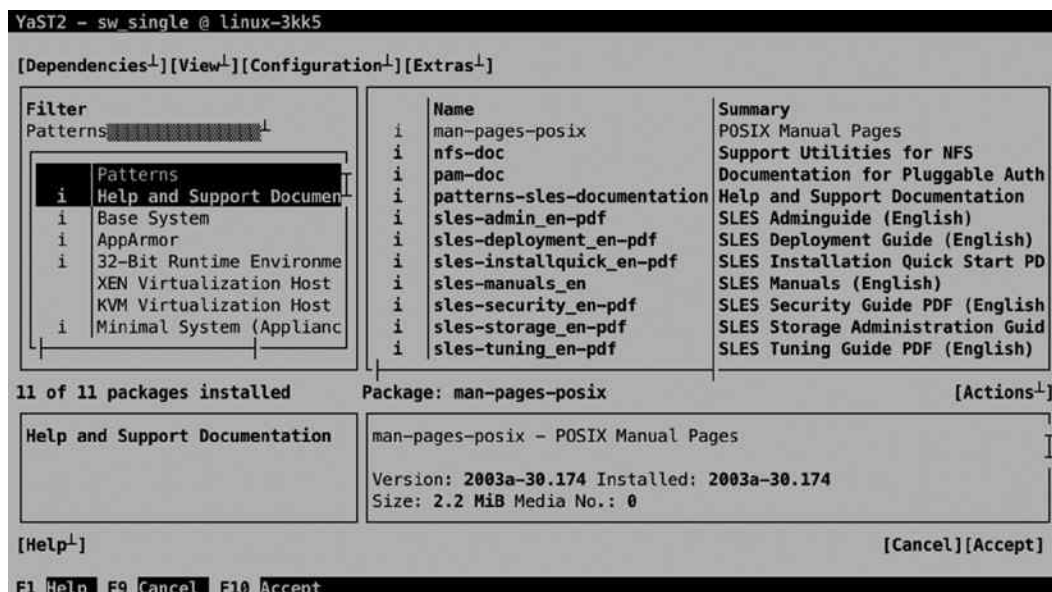 YaST2 – sw_single @ linux–3kk5
[Dependencies┴][View┴][Configuration┴][Extras┴]
Filter
Patterns
Patterns
i Help and Support Documen
i Base System
i AppArmor
i 32–Bit Runtime Environme
XEN Virtualization Host
KVM Virtualization Host
i Minimal System (Applianc
Name Summary
i man–pages–posix POSIX Manual Pages
i nfs–doc Support Utilities for NFS
i pam–doc Documentation for Pluggable Auth
i patterns–sles–documentation Help and Support Documentation
i sles–admin_en–pdf SLES Adminguide (English)
i sles–deployment_en–pdf SLES Deployment Guide (English)
i sles–installquick_en–pdf SLES Installation Quick Start PD
i sles–manuals_en SLES Manuals (English)
i sles–security_en–pdf SLES Security Guide PDF (English
i sles–storage_en–pdf SLES Storage Administration Guid
i sles–tuning_en–pdf SLES Tuning Guide PDF (English)
11 of 11 packages installed
Package: man–pages–posix [Actions┴]
Help and Support Documentation
man–pages–posix – POSIX Manual Pages
Version: 2003a–30.174 Installed: 2003a–30.174
Size: 2.2 MiB Media No.: 0
[Help┴] [Cancel][Accept]
F1 Help F9 Cancel F10 Accept